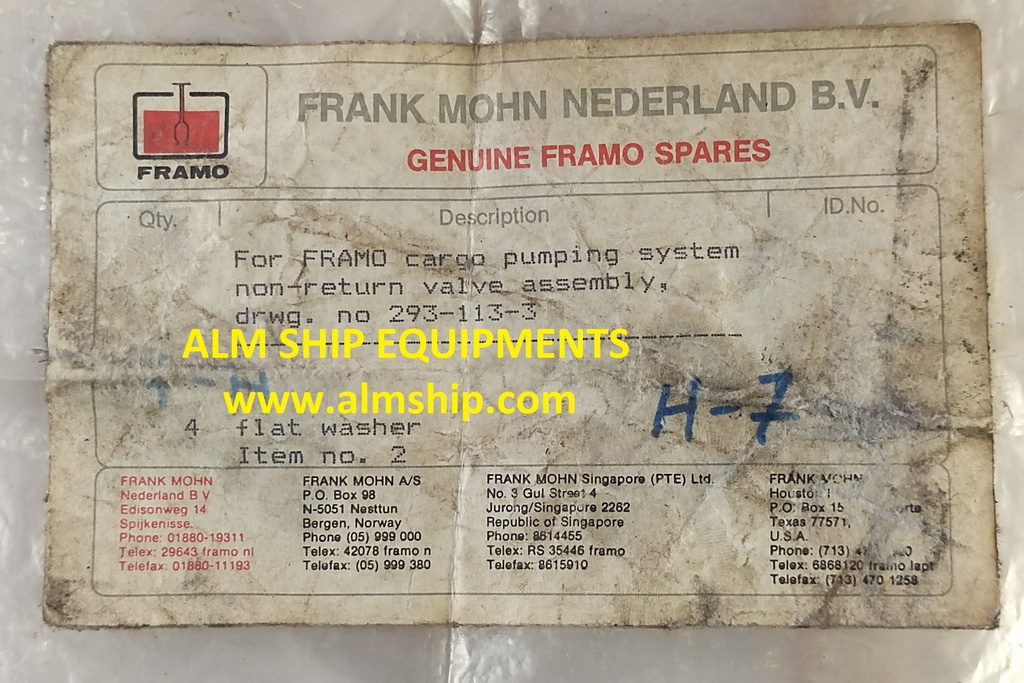 FRAMO
FRANK MOHN NEDERLAND B.V.
GENUINE FRAMO SPARES
Qty. Description ID.No.
For FRAMO cargo pumping system
non-return valve assembly,
drwg. no 293-113-3
ALM SHIP EQUIPMENTS
www.almship.com
H-7
4 flat washer
Item no. 2
FRANK MOHN
Nederland B V
Edisonweg 14
Spijkenisse.
Phone: 01880-19311
Telex: 29643 framo nl
Telefax: 01880-11193
FRANK MOHN A/S
P.O. Box 98
N-5051 Nesttun
Bergen, Norway
Phone (05) 999 000
Telex: 42078 framo n
Telefax: (05) 999 380
FRANK MOHN Singapore (PTE) Ltd.
No. 3 Gul Street 4
Jurong/Singapore 2262
Republic of Singapore
Phone: 8614455
Telex: RS 35446 framo
Telefax: 8615910
FRANK MOHN
Houston
P.O. Box 15
Texas 77571,
U.S.A.
Phone: (713)
Telex: 6868120 framo lapt
Telefax: (713) 470 1258